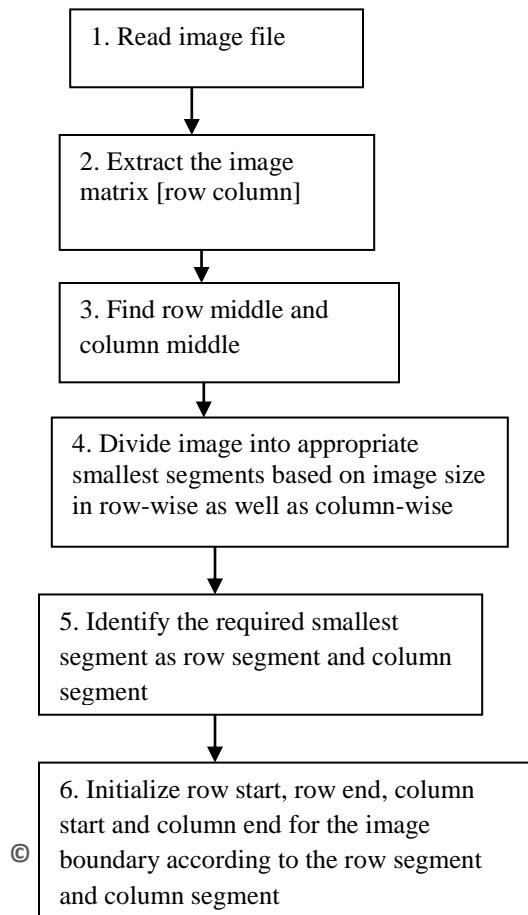 1. Read image file
2. Extract the image
matrix [row column]
3. Find row middle and
column middle
4. Divide image into appropriate
smallest segments based on image size
in row-wise as well as column-wise
5. Identify the required smallest
segment as row segment and column
segment
6. Initialize row start, row end, column
start and column end for the image
boundary according to the row segment
and column segment
©